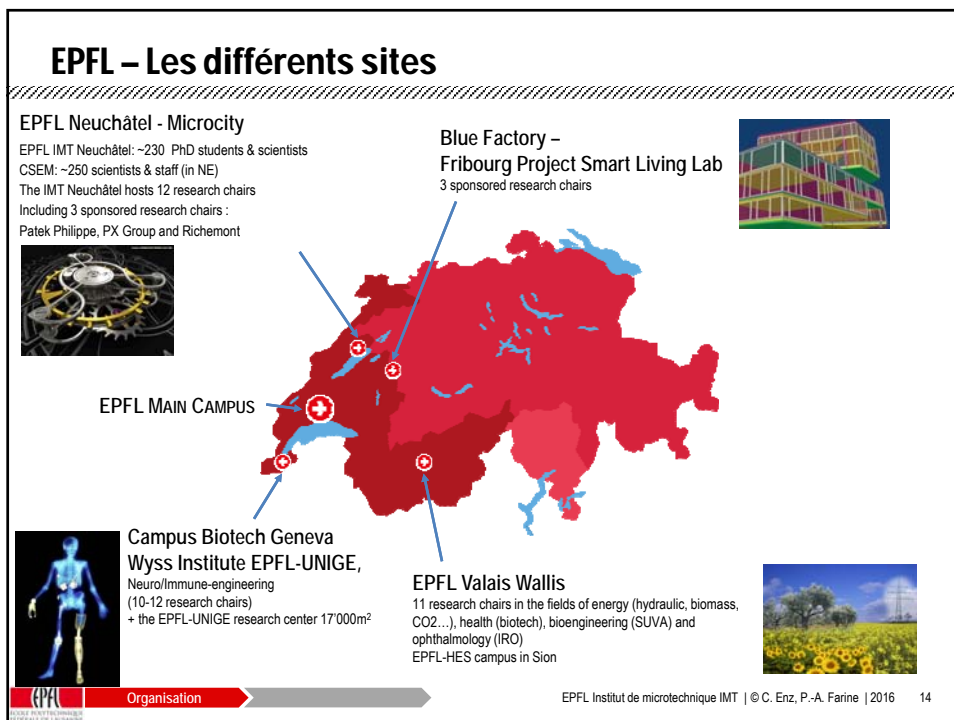 EPFL – Les différents sites
EPFL Neuchâtel - Microcity
EPFL IMT Neuchâtel: ~230 PhD students & scientists
CSEM: ~250 scientists & staff (in NE)
The IMT Neuchâtel hosts 12 research chairs
Including 3 sponsored research chairs :
Patek Philippe, PX Group and Richemont
Blue Factory –
Fribourg Project Smart Living Lab
3 sponsored research chairs
EPFL MAIN CAMPUS
Campus Biotech Geneva
Wyss Institute EPFL-UNIGE,
Neuro/Immune-engineering
(10-12 research chairs)
+ the EPFL-UNIGE research center 17'000m²
EPFL Valais Wallis
11 research chairs in the fields of energy (hydraulic, biomass,
CO2…), health (biotech), bioengineering (SUVA) and
ophthalmology (IRO)
EPFL-HES campus in Sion
EPFL
ÉCOLE POLYTECHNIQUE
FÉDÉRALE DE LAUSANNE
Organisation
EPFL Institut de microtechnique IMT | © C. Enz, P.-A. Farine | 2016 14